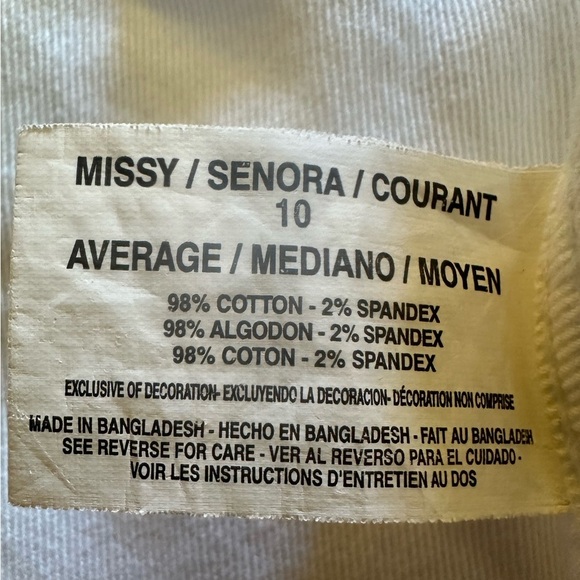 MISSY / SENORA / COURANT
10
AVERAGE / MEDIANO / MOYEN
98% COTTON - 2% SPANDEX
98% ALGODON - 2% SPANDEX
98% COTON - 2% SPANDEX
EXCLUSIVE OF DECORATION- EXCLUYENDO LA DECORACION- DÉCORATION NON COMPRISE
MADE IN BANGLADESH - HECHO EN BANGLADESH - FAIT AU BANGLADESH
SEE REVERSE FOR CARE - VER AL REVERSO PARA EL CUIDADO -
VOIR LES INSTRUCTIONS D'ENTRETIEN AU DOS